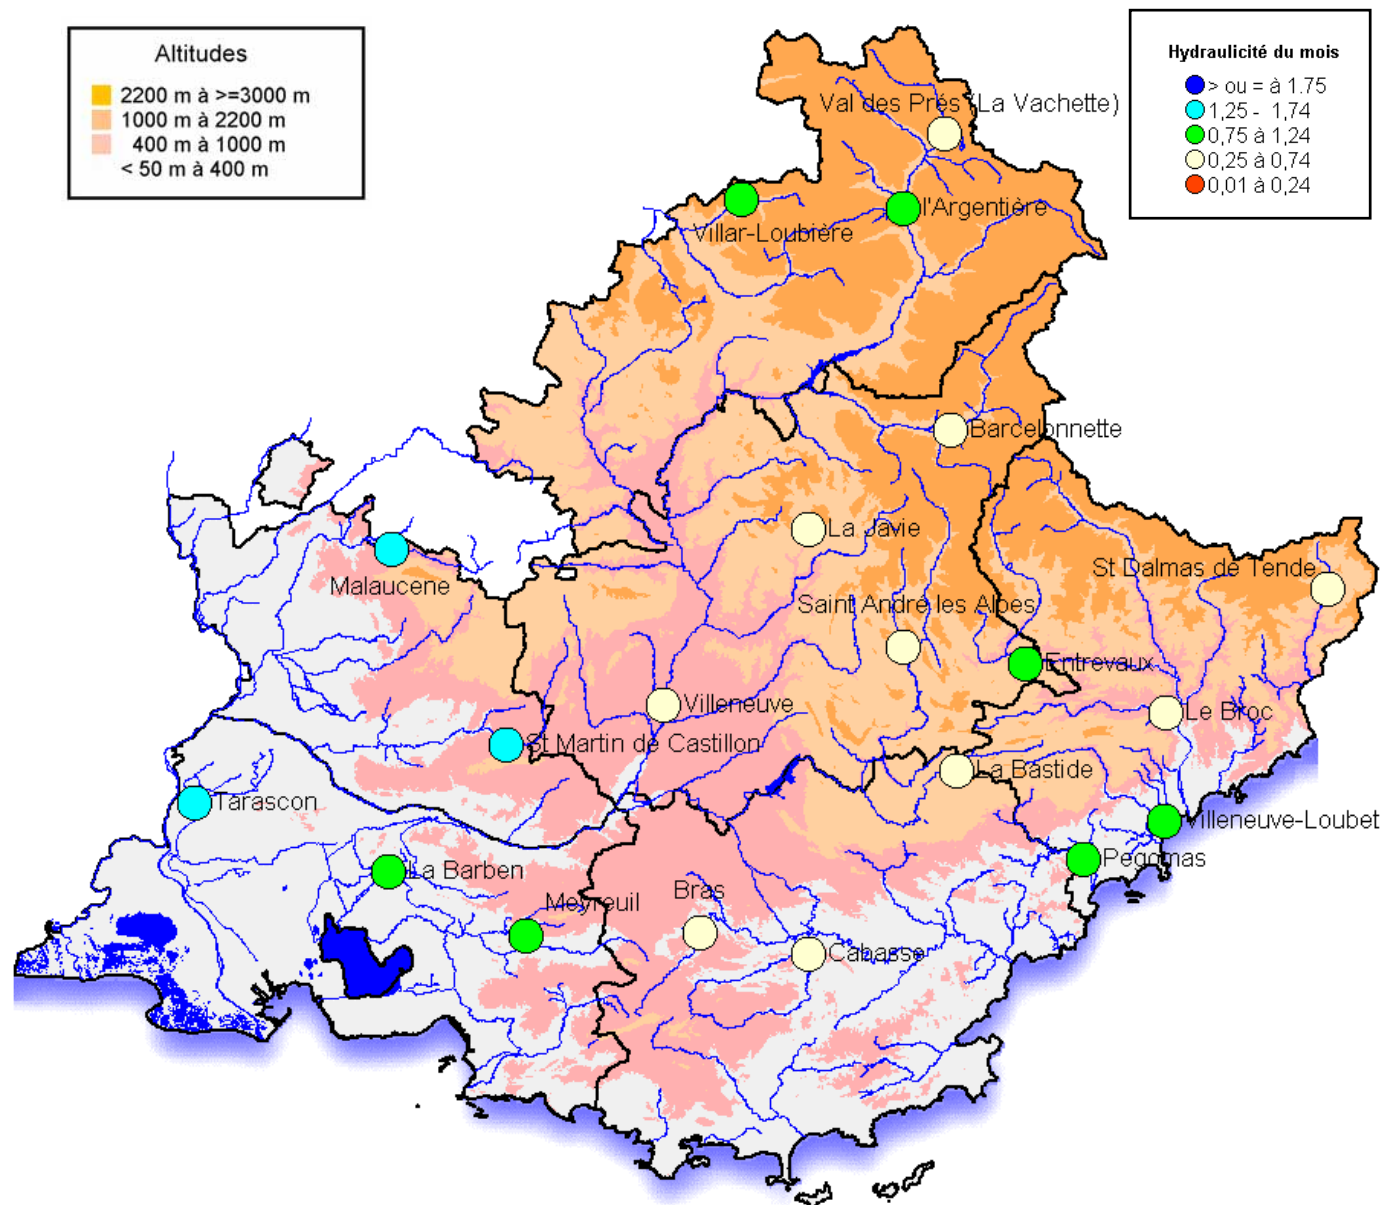 Altitudes
2200 m à >=3000 m
1000 m à 2200 m
400 m à 1000 m
< 50 m à 400 m
Hydraulicité du mois
> ou = à 1.75
1,25 - 1,74
0,75 à 1,24
0,25 à 0,74
0,01 à 0,24
Val des Prés (La Vachette)
l'Argentière
Villar-Loubière
Barcelonnette
La Javie
St Dalmas de Tende
Malaucene
Saint André les Alpes
Entrevaux
Villeneuve
Le Broc
St Martin de Castillon
La Bastide
Tarascon
Villeneuve-Loubet
Pegomas
La Barben
Bras
Meyreuil
Cabasse